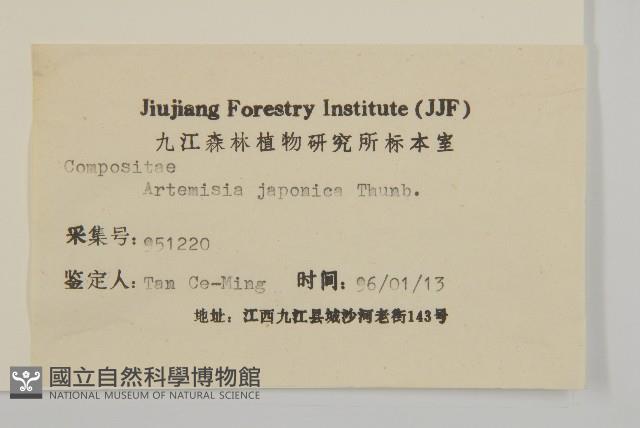 Jiujiang Forestry Institute (JJF)
九江森林植物研究所标本室
Compositae
Artemisia japonica Thunb.
采集号: 951220
鉴定人: Tan Ce-Ming 时间: 96/01/13
地址: 江西九江县城沙河老街143号
國立自然科學博物館
NATIONAL MUSEUM OF NATURAL SCIENCE